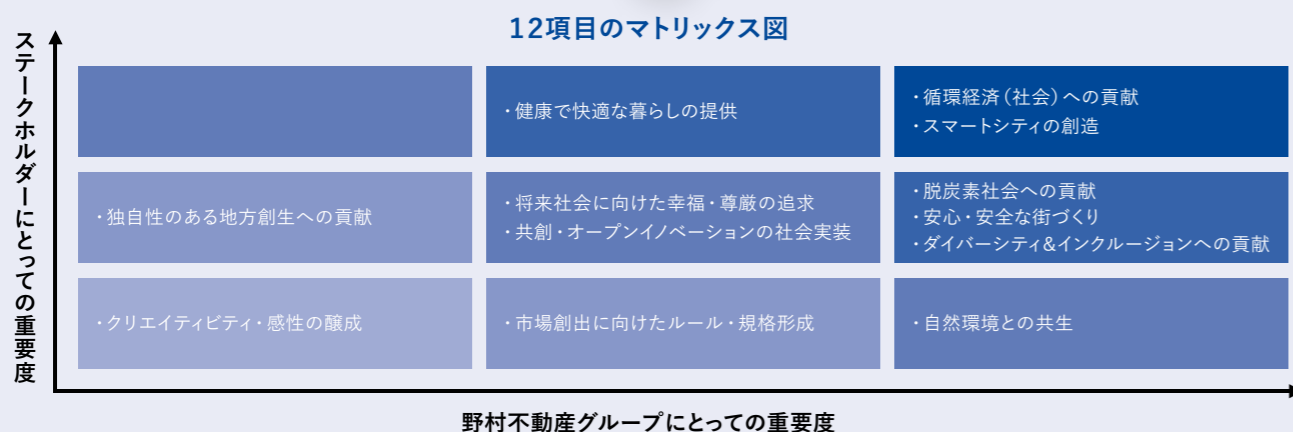 12項目のマトリックス図
ステークホルダーにとっての重要度
・健康で快適な暮らしの提供
・循環経済(社会)への貢献
・スマートシティの創造
・独自性のある地方創生への貢献
・将来社会に向けた幸福・尊厳の追求
・共創・オープンイノベーションの社会実装
・脱炭素社会への貢献
・安心・安全な街づくり
・ダイバーシティ&インクルージョンへの貢献
・クリエイティビティ・感性の醸成
・市場創出に向けたルール・規格形成
・自然環境との共生
野村不動産グループにとっての重要度